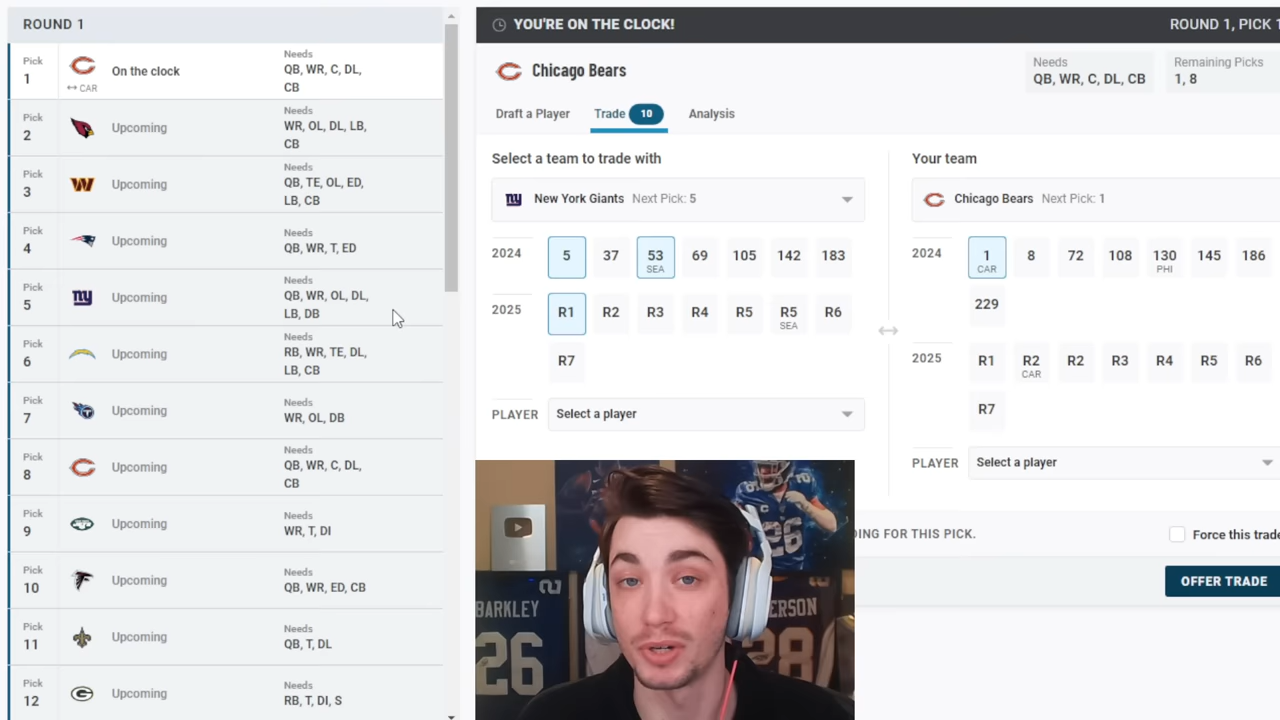 ROUND 1
Pick
1
↔ CAR
On the clock
Needs
QB, WR, C, DL,
CB
Pick
2
Upcoming
Needs
WR, OL, DL, LB,
CB
Pick
3
Upcoming
Needs
QB, TE, OL, ED,
LB, CB
Pick
4
Upcoming
Needs
QB, WR, T, ED
Pick
5
Upcoming
Needs
QB, WR, OL, DL,
LB, DB
Pick
6
Upcoming
Needs
RB, WR, TE, DL,
LB, CB
Pick
7
Upcoming
Needs
WR, OL, DB
Pick
8
Upcoming
Needs
QB, WR, C, DL,
CB
Pick
9
Upcoming
Needs
WR, T, DI
Pick
10
Upcoming
Needs
QB, WR, ED, CB
Pick
11
Upcoming
Needs
QB, T, DL
Pick
12
Upcoming
Needs
RB, T, DI, S
YOU'RE ON THE CLOCK!
ROUND 1, PICK 1
Chicago Bears
Needs
QB, WR, C, DL, CB
Remaining Picks
1, 8
Draft a Player
Trade 10
Analysis
Select a team to trade with
ny New York Giants Next Pick: 5
2024 5 37 53 69 105 142 183
SEA
2025 R1 R2 R3 R4 R5 R5 R6
SEA
R7
PLAYER Select a player
Your team
Chicago Bears Next Pick: 1
2024 1 8 72 108 130 145 186
CAR PHI
229
2025 R1 R2 R2 R3 R4 R5 R6
CAR
R7
PLAYER Select a player
ING FOR THIS PICK.
Force this trade
OFFER TRADE
BARKLEY
26
26
ERSON
28